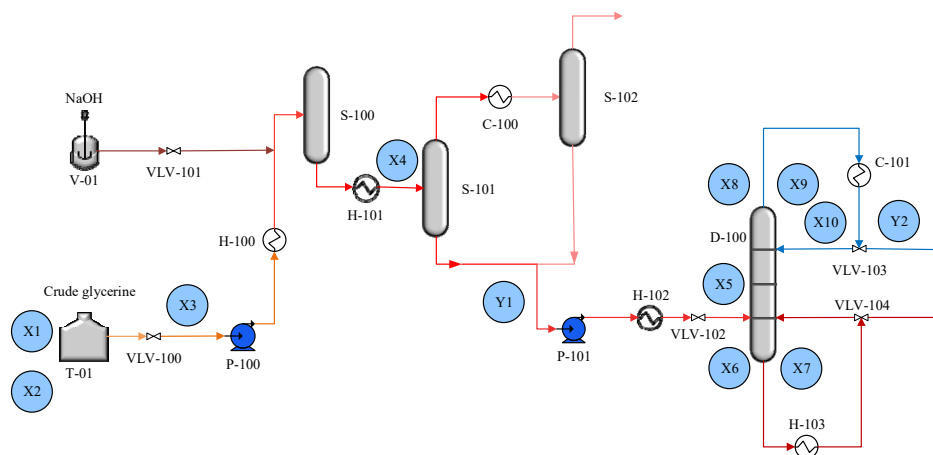 NaOH
S-102
S-100
C-100
X4
VLV-101
V-01
C-101
X8
X9
S-101
H-101
X10
Y2
H-100
D-100
VLV-103
Crude glycerine
H-102
X5
X3
Y1
VLV-104
X1
VLV-102
VLV-100
P-100
P-101
T-01
X6
X7
X2
H-103